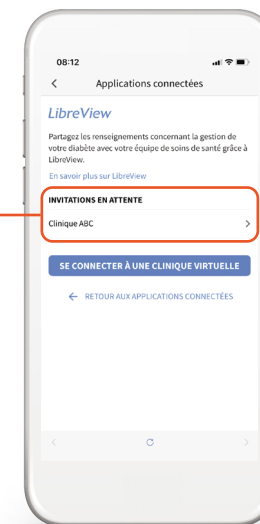 08:12
Applications connectées
LibreView
Partagez les renseignements concernant la gestion de
votre diabète avec votre équipe de soins de santé grâce à
LibreView.
En savoir plus sur LibreView
INVITATIONS EN ATTENTE
Clinique ABC
SE CONNECTER À UNE CLINIQUE VIRTUELLE
RETOUR AUX APPLICATIONS CONNECTÉES